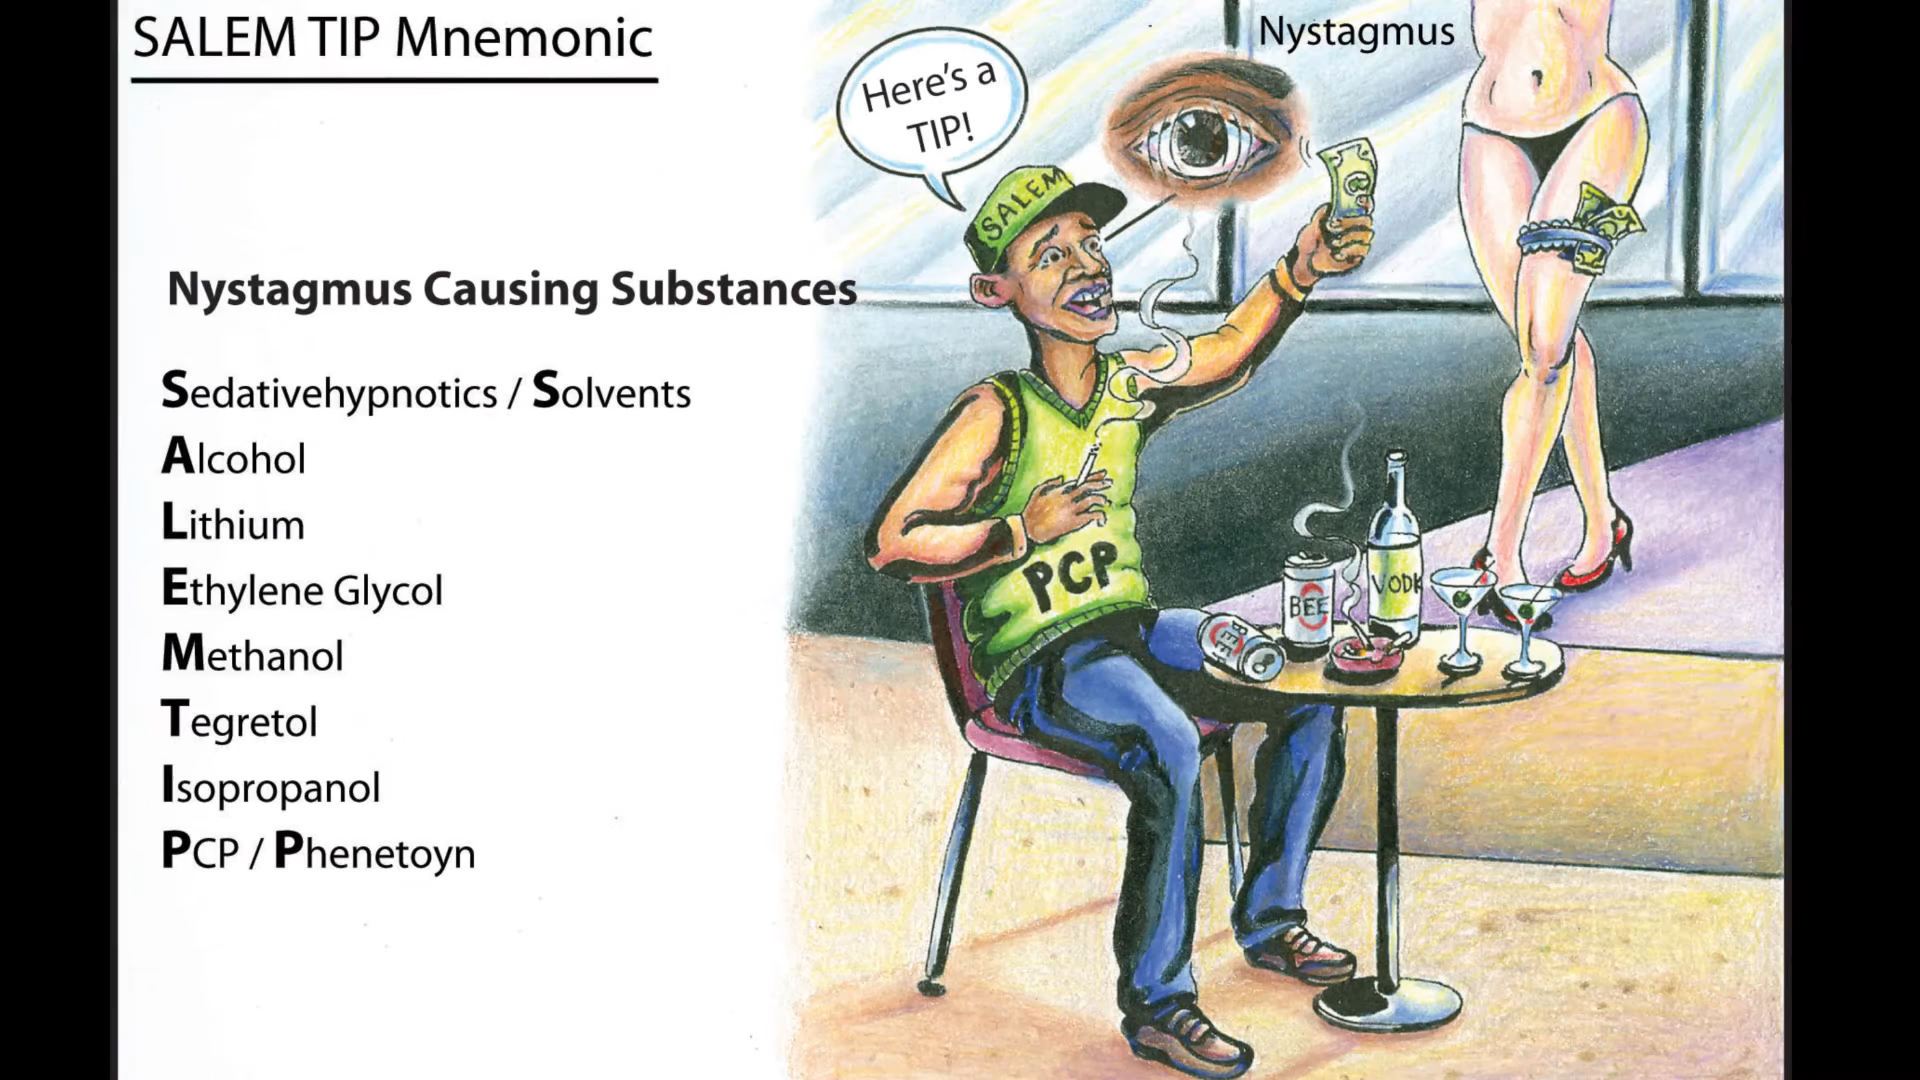 SALEM TIP Mnemonic
Nystagmus
Here's a
TIP!
SALEM
Nystagmus Causing Substances
Sedativehypnotics / Solvents
Alcohol
Lithium
Ethylene Glycol
Methanol
Tegretol
Isopropanol
PCP / Phenetoyn
PCP
VODK
BEE
BEE